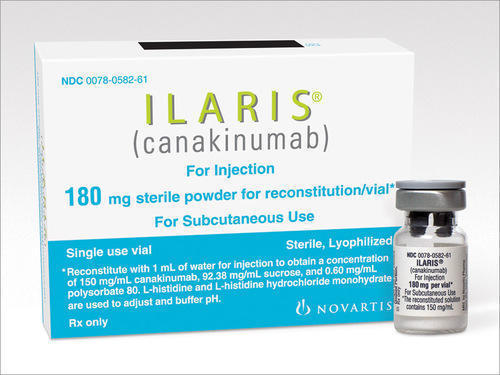 NDC 0078-0582-61
ILARIS®
(canakinumab)
For Injection
180 mg sterile powder for reconstitution/vial*
For Subcutaneous Use
Single use vial
Sterile, Lyophilized
*Reconstitute with 1 mL of water for injection to obtain a concentration
of 150 mg/mL canakinumab, 92.38 mg/mL sucrose, and 0.60 mg/mL
polysorbate 80. L-histidine and L-histidine hydrochloride monohydrate
are used to adjust and buffer pH.
Rx only
NOVARTIS
NDC 0078-0582-61
ILARIS®
(canakinumab)
For Injection
180 mg per vial*
For Subcutaneous Use
*The reconstituted solution
contains 150 mg/mL